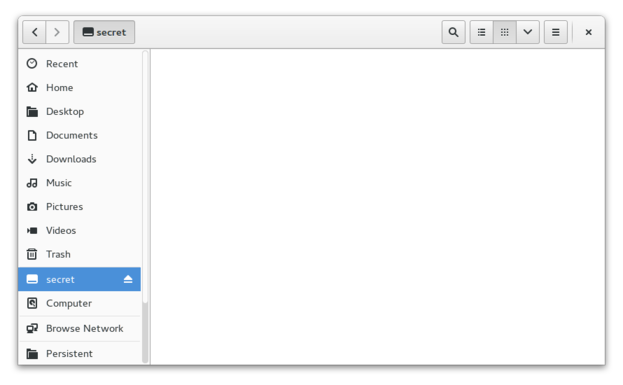 secret
Recent
Home
Desktop
Documents
Downloads
Music
Pictures
Videos
Trash
secret
Computer
Browse Network
Persistent